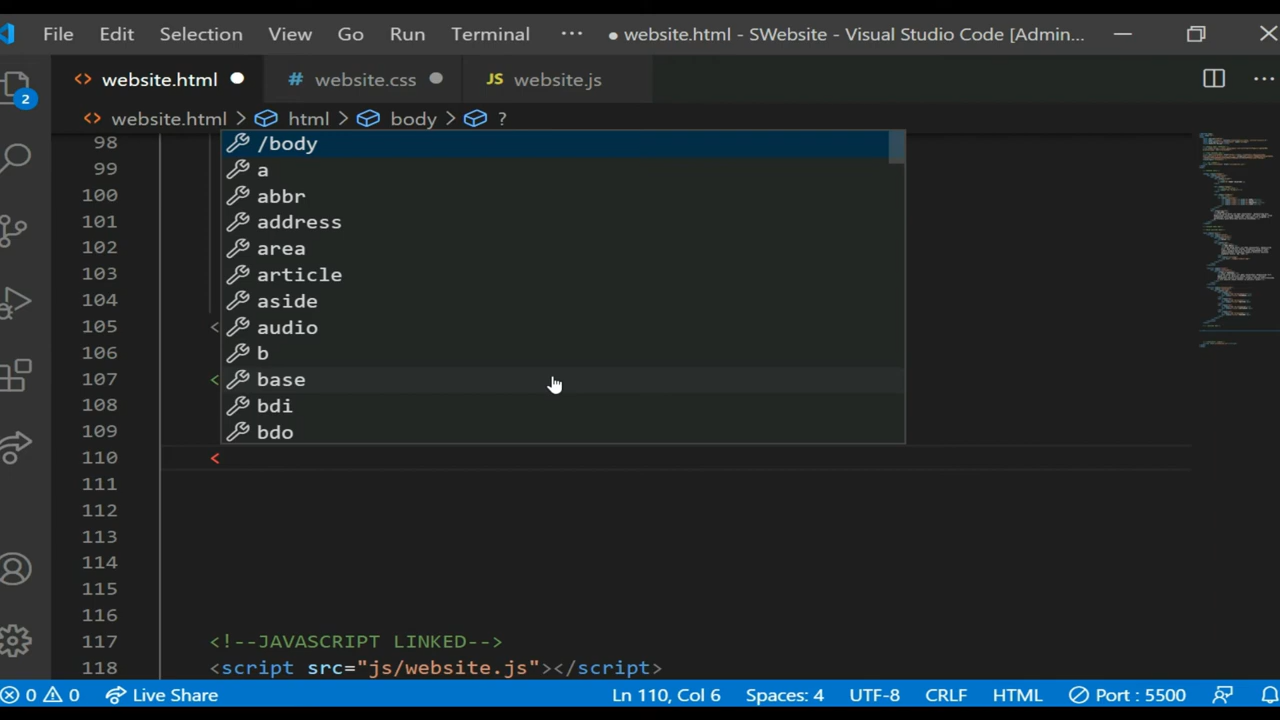 File Edit Selection View Go Run Terminal ··· ● website.html - SWebsite - Visual Studio Code [Admin...
<> website.html ● # website.css ● JS website.js ···
2
<> website.html > html > body > ?
98 /body
99 a
100 abbr
101 address
102 area
103 article
104 aside
105 < audio
106 b
107 < base
108 bdi
109 bdo
110 <
111
112
113
114
115
116
117 <!--JAVASCRIPT LINKED-->
118 <script src="js/website.js"></script>
0 0 Live Share Ln 110, Col 6 Spaces: 4 UTF-8 CRLF HTML Port : 5500